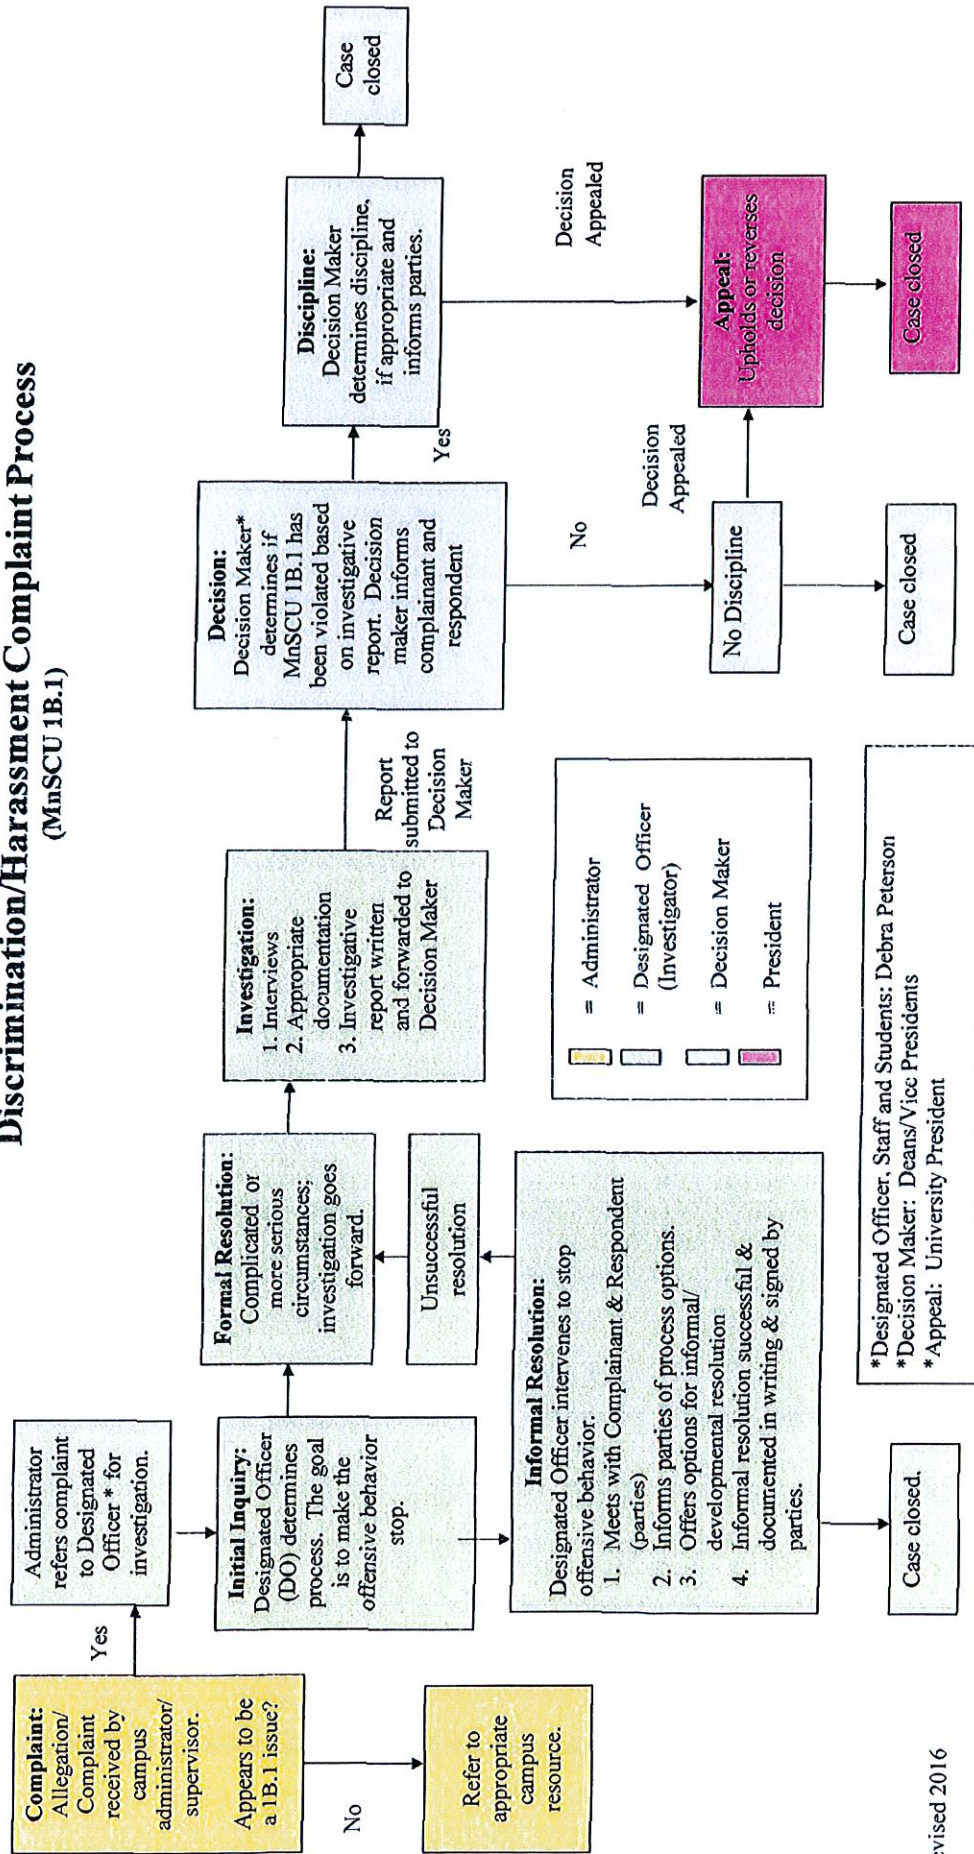 Discrimination/Harassment Complaint Process
(MnSCU 1B.1)
Complaint:
Allegation/
Complaint
received by
campus
administrator/
supervisor.
Appears to be
a 1B.1 issue?
Yes
No
Refer to
appropriate
campus
resource.
Administrator
refers complaint
to Designated
Officer * for
investigation.
Initial Inquiry:
Designated Officer
(DO) determines
process. The goal
is to make the
offensive behavior
stop.
Formal Resolution:
Complicated or
more serious
circumstances;
investigation goes
forward.
Unsuccessful
resolution
Informal Resolution:
Designated Officer intervenes to stop
offensive behavior.
1. Meets with Complainant & Respondent
(parties)
2. Informs parties of process options.
3. Offers options for informal/
developmental resolution
4. Informal resolution successful &
documented in writing & signed by
parties.
Case closed.
Investigation:
1. Interviews
2. Appropriate
documentation
3. Investigative
report written
and forwarded to
Decision Maker
Report
submitted to
Decision
Maker
Decision:
Decision Maker*
determines if
MnSCU 1B.1 has
been violated based
on investigative
report. Decision
maker informs
complainant and
respondent
Yes
No
Discipline:
Decision Maker
determines discipline,
if appropriate and
informs parties.
Case
closed
Decision
Appealed
No Discipline
Decision
Appealed
Case closed
Appeal:
Upholds or reverses
decision
Case closed
= Administrator
= Designated Officer
(Investigator)
= Decision Maker
= President
*Designated Officer, Staff and Students: Debra Peterson
*Decision Maker: Deans/Vice Presidents
*Appeal: University President
evised 2016